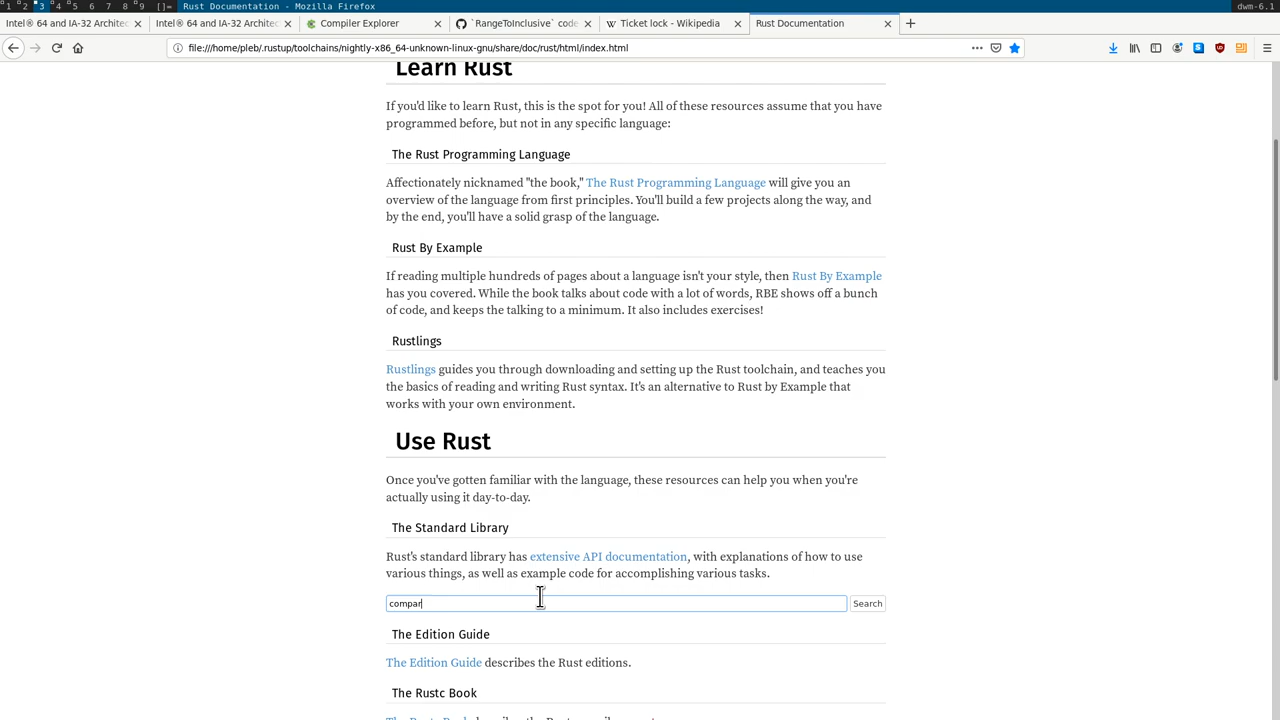 1 2 3 4 5 6 7 8 9 []= Rust Documentation - Mozilla Firefox dwm-6.1
Intel® 64 and IA-32 Architec × Intel® 64 and IA-32 Architec × Compiler Explorer × `RangeToInclusive` code × Ticket lock - Wikipedia × Rust Documentation × +
file:///home/pleb/.rustup/toolchains/nightly-x86_64-unknown-linux-gnu/share/doc/rust/html/index.html
Learn Rust
If you'd like to learn Rust, this is the spot for you! All of these resources assume that you have
programmed before, but not in any specific language:
The Rust Programming Language
Affectionately nicknamed "the book," The Rust Programming Language will give you an
overview of the language from first principles. You'll build a few projects along the way, and
by the end, you'll have a solid grasp of the language.
Rust By Example
If reading multiple hundreds of pages about a language isn't your style, then Rust By Example
has you covered. While the book talks about code with a lot of words, RBE shows off a bunch
of code, and keeps the talking to a minimum. It also includes exercises!
Rustlings
Rustlings guides you through downloading and setting up the Rust toolchain, and teaches you
the basics of reading and writing Rust syntax. It's an alternative to Rust by Example that
works with your own environment.
Use Rust
Once you've gotten familiar with the language, these resources can help you when you're
actually using it day-to-day.
The Standard Library
Rust's standard library has extensive API documentation, with explanations of how to use
various things, as well as example code for accomplishing various tasks.
compar Search
The Edition Guide
The Edition Guide describes the Rust editions.
The Rustc Book